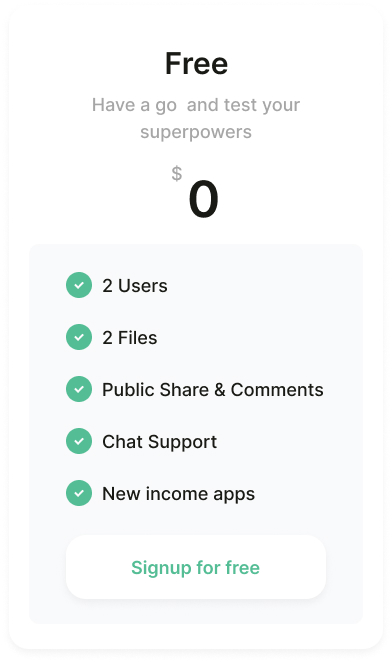 Free
Have a go  and test your
superpowers
$
0
2 Users
2 Files
Public Share & Comments
Chat Support
New income apps
Signup for free